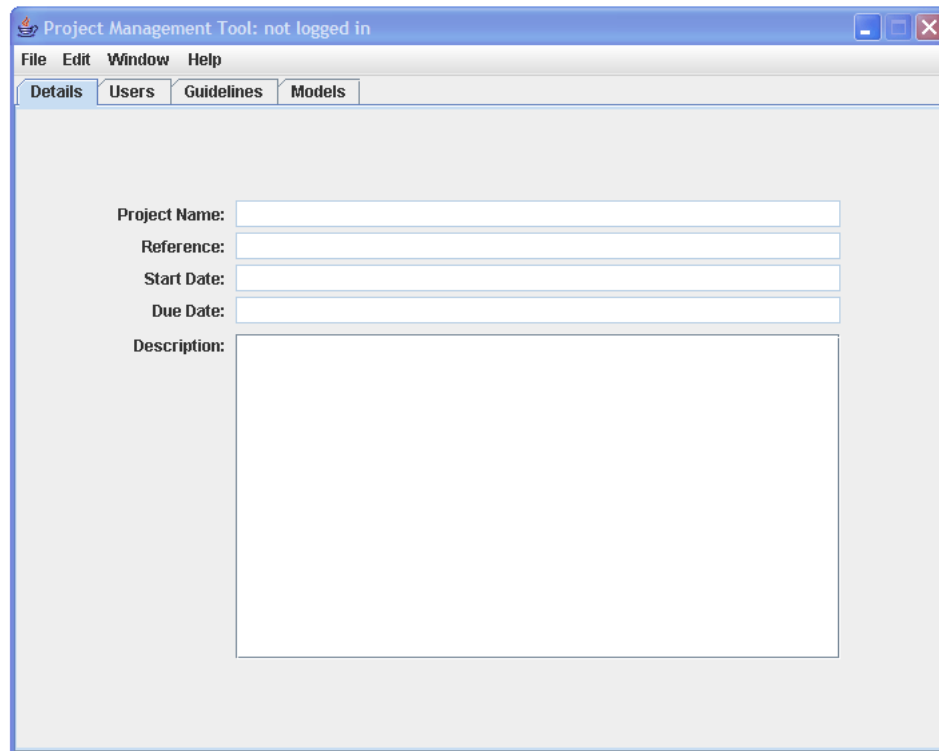 Project Management Tool: not logged in
File Edit Window Help
Details Users Guidelines Models
Project Name:
Reference:
Start Date:
Due Date:
Description: